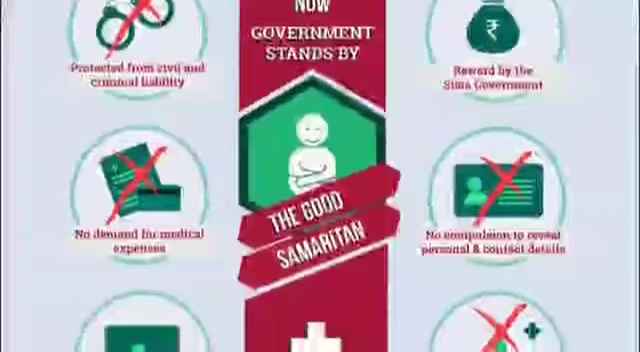 NOW
GOVERNMENT
STANDS BY
Protected from civil and
criminal liability
Reward by the
State Government
THE GOOD
SAMARITAN
No demand for medical
expenses
No compulsion to reveal
personal & contact details